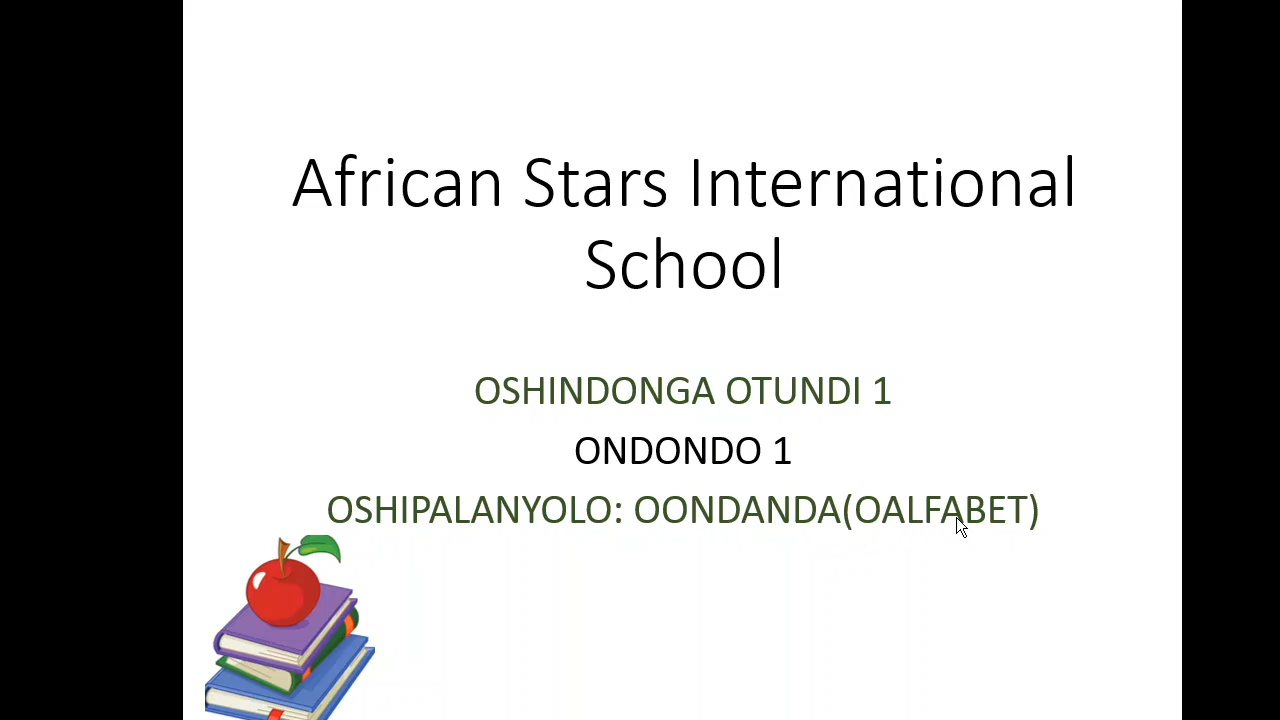 African Stars International
School
OSHINDONGA OTUNDI 1
ONDONDO 1
OSHIPALANYOLO: OONDANDA(OALFABET)